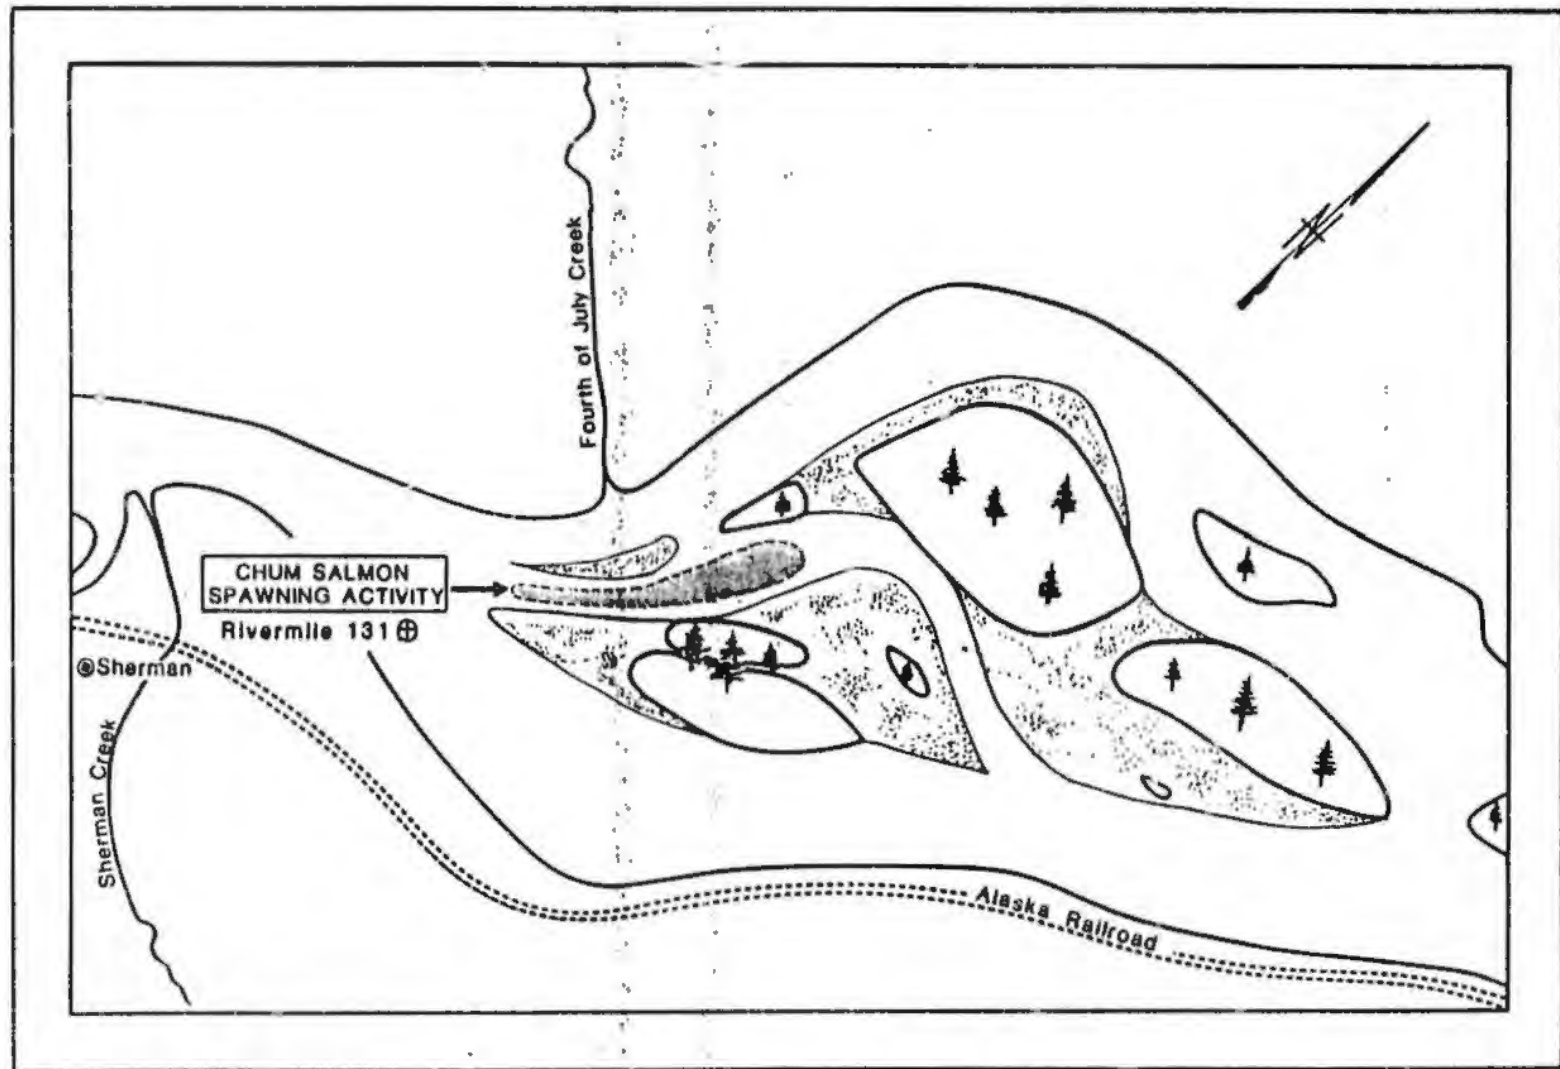 Fourth of July Creek
CHUM SALMON
SPAWNING ACTIVITY
Rivermile 131
Sherman
Sherman Creek
Alaska Railroad